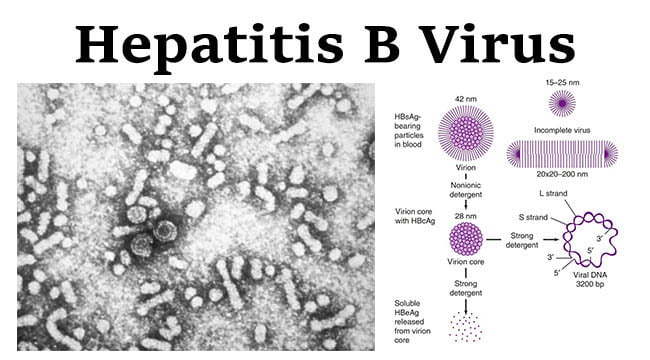 Hepatitis B Virus
HBsAg-
bearing
particles
in blood
42 nm
Virion
15–25 nm
Incomplete virus
20x20–200 nm
Nonionic
detergent
Virion core
with HBcAg
28 nm
Virion core
Strong
detergent
L strand
S strand
3'
5'
3'
5'
Viral DNA
3200 bp
Strong
detergent
Soluble
HBeAg
released
from virion
core